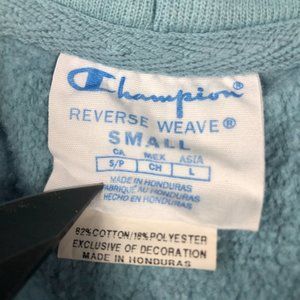 Champion®
REVERSE WEAVE®
SMALL
CA MEX ASIA
S/P CH L
MADE IN HONDURAS
FABRIQUÉ AU HONDURAS
HECHO EN HONDURAS
82%COTTON/18%POLYESTER
EXCLUSIVE OF DECORATION
MADE IN HONDURAS